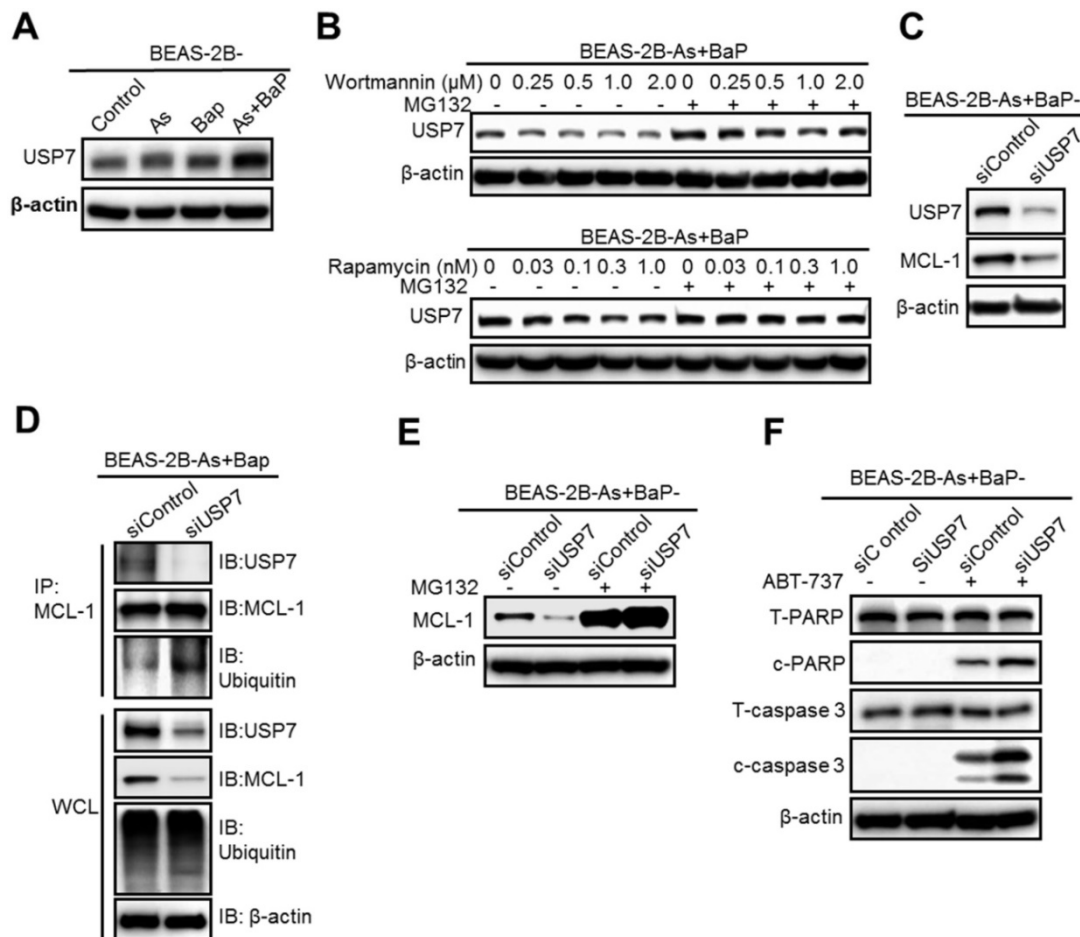 A
BEAS-2B-
Control As Bap As+BaP
USP7
β-actin
B
BEAS-2B-As+BaP
Wortmannin (μM) 0 0.25 0.5 1.0 2.0 0 0.25 0.5 1.0 2.0
MG132 - - - - - + + + + +
USP7
β-actin
BEAS-2B-As+BaP
Rapamycin (nM) 0 0.03 0.1 0.3 1.0 0 0.03 0.1 0.3 1.0
MG132 - - - - - + + + + +
USP7
β-actin
C
BEAS-2B-As+BaP-
siControl siUSP7
USP7
MCL-1
β-actin
D
BEAS-2B-As+Bap
siControl siUSP7
IP:
MCL-1
IB:USP7
IB:MCL-1
IB:
Ubiquitin
WCL
IB:USP7
IB:MCL-1
IB:
Ubiquitin
IB: β-actin
E
BEAS-2B-As+BaP-
siControl siUSP7 siControl siUSP7
MG132 - - + +
MCL-1
β-actin
F
BEAS-2B-As+BaP-
siC ontrol SiUSP7 siControl siUSP7
ABT-737 - - + +
T-PARP
c-PARP
T-caspase 3
c-caspase 3
β-actin